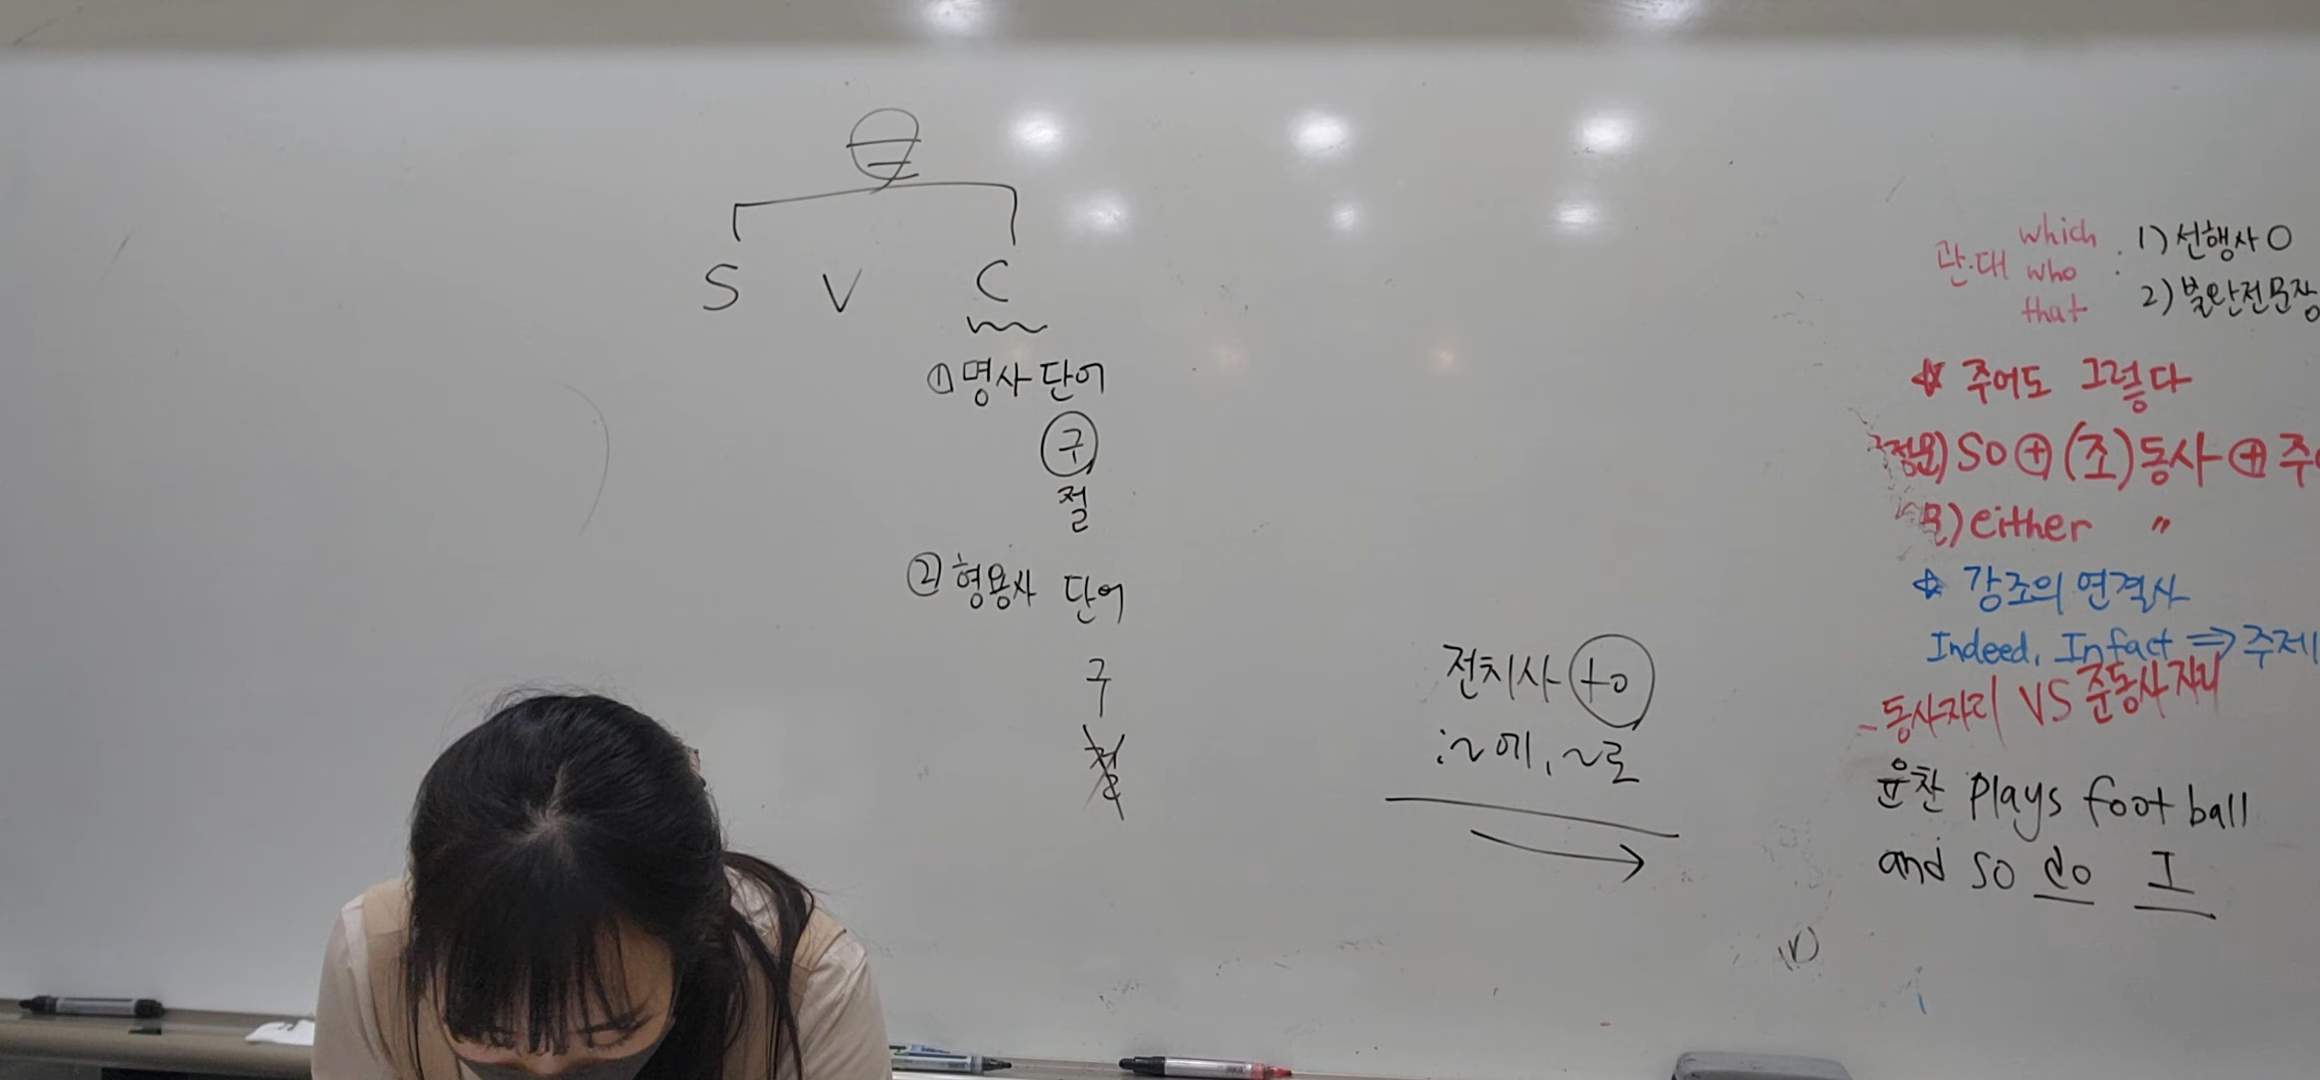 S V C
① 명사 단어
구
절
② 형용사 단어
구
절
전치사 to
: ~에, ~로
관.대 which who that : 1) 선행사 O
2) 불완전문장
☆ 주어도 그렇다
긍정문) so ⊕ (조)동사 ⊕ 주
문) either 〃
☆ 강조의 연결사
Indeed, Infact ⇒ 주제
- 동사자리 VS 준동사자리
윤찬 plays football
and so do I